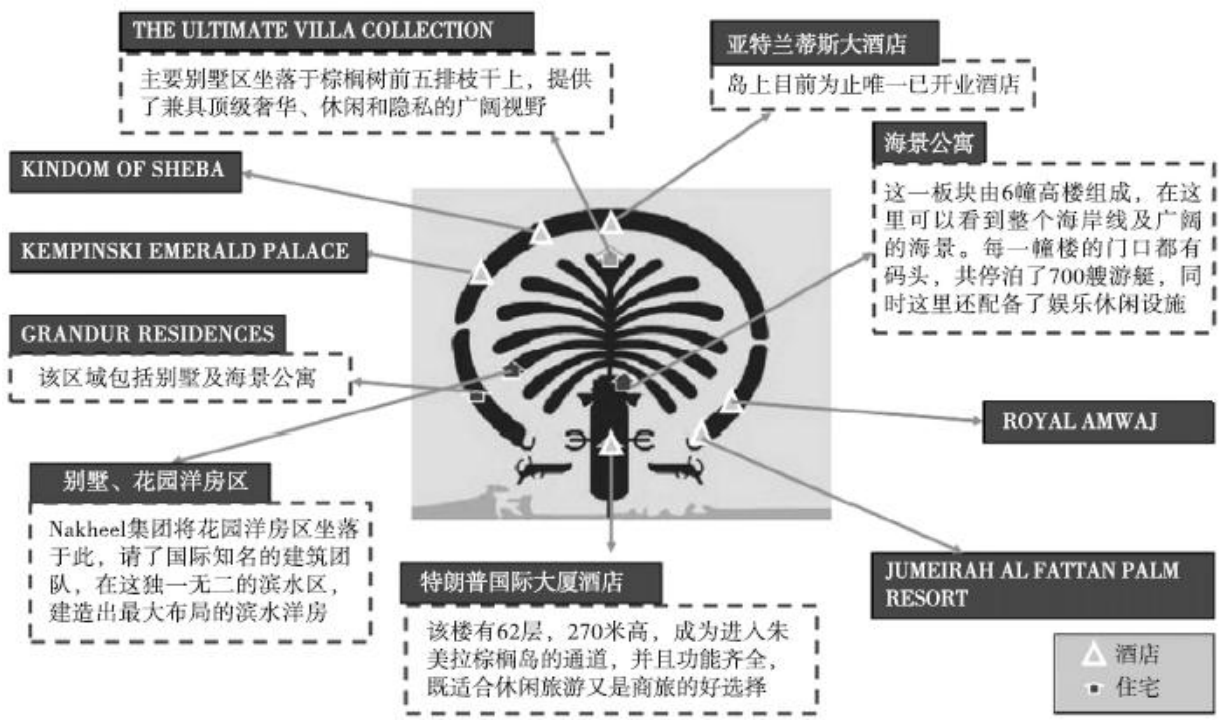 THE ULTIMATE VILLA COLLECTION
主要别墅区坐落于棕榈树前五排枝干上，提供
了兼具顶级奢华、休闲和隐私的广阔视野
亚特兰蒂斯大酒店
岛上目前为止唯一已开业酒店
KINDOM OF SHEBA
海景公寓
这一板块由6幢高楼组成，在这
里可以看到整个海岸线及广阔
的海景。每一幢楼的门口都有
码头，共停泊了700艘游艇，同
时这里还配备了娱乐休闲设施
KEMPINSKI EMERALD PALACE
GRANDUR RESIDENCES
该区域包括别墅及海景公寓
ROYAL AMWAJ
别墅、花园洋房区
Nakheel集团将花园洋房区坐落
于此，请了国际知名的建筑团
队，在这独一无二的滨水区，
建造出最大布局的滨水洋房
特朗普国际大厦酒店
该楼有62层，270米高，成为进入朱
美拉棕榈岛的通道，并且功能齐全，
既适合休闲旅游又是商旅的好选择
JUMEIRAH AL FATTAN PALM
RESORT
酒店
住宅